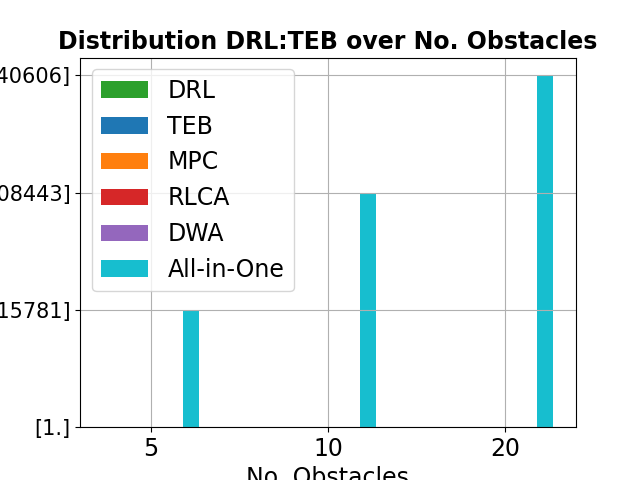 Distribution DRL:TEB over No. Obstacles
40606]
08443]
15781]
[1.]
DRL
TEB
MPC
RLCA
DWA
All-in-One
5 10 20
No. Obstacles